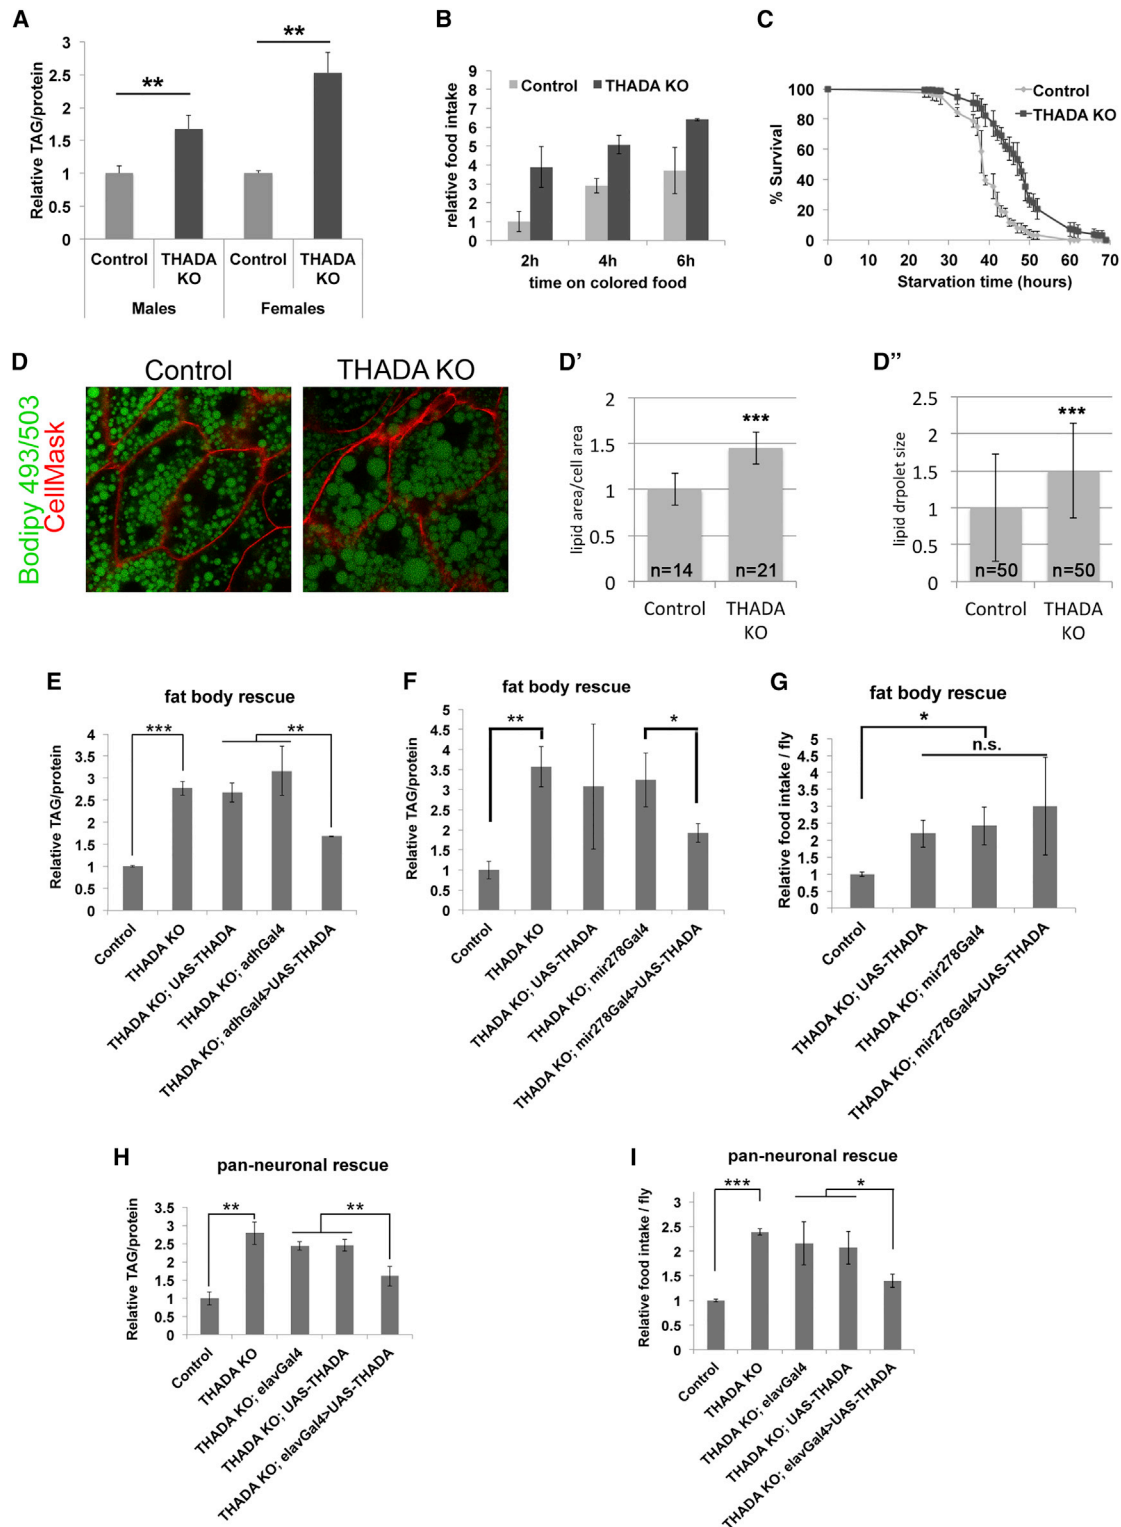 A
Relative TAG/protein
3
2.5
2
1.5
1
0.5
0
**
**
Control
THADA KO
Control
THADA KO
Males
Females
B
relative food intake
9
8
7
6
5
4
3
2
1
0
Control
THADA KO
2h
4h
6h
time on colored food
C
% Survival
100
80
60
40
20
0
Control
THADA KO
0
10
20
30
40
50
60
70
Starvation time (hours)
D
Bodipy 493/503
CellMask
Control
THADA KO
D'
lipid area/cell area
2
1.5
1
0.5
0
***
n=14
n=21
Control
THADA KO
D''
lipid drpolet size
2.5
2
1.5
1
0.5
0
***
n=50
n=50
Control
THADA KO
E
fat body rescue
Relative TAG/protein
4
3.5
3
2.5
2
1.5
1
0.5
0
***
**
Control
THADA KO
THADA KO; UAS-THADA
THADA KO; adhGal4
THADA KO; adhGal4>UAS-THADA
F
fat body rescue
Relative TAG/protein
5
4.5
4
3.5
3
2.5
2
1.5
1
0.5
0
**
*
Control
THADA KO
THADA KO; UAS-THADA
THADA KO; mir278Gal4
THADA KO; mir278Gal4>UAS-THADA
G
fat body rescue
Relative food intake / fly
5
4.5
4
3.5
3
2.5
2
1.5
1
0.5
0
*
n.s.
Control
THADA KO; UAS-THADA
THADA KO; mir278Gal4
THADA KO; mir278Gal4>UAS-THADA
H
pan-neuronal rescue
Relative TAG/protein
3.5
3
2.5
2
1.5
1
0.5
0
**
**
Control
THADA KO
THADA KO; elavGal4
THADA KO; UAS-THADA
THADA KO; elavGal4>UAS-THADA
I
pan-neuronal rescue
Relative food intake / fly
3
2.5
2
1.5
1
0.5
0
***
*
Control
THADA KO
THADA KO; elavGal4
THADA KO; UAS-THADA
THADA KO; elavGal4>UAS-THADA